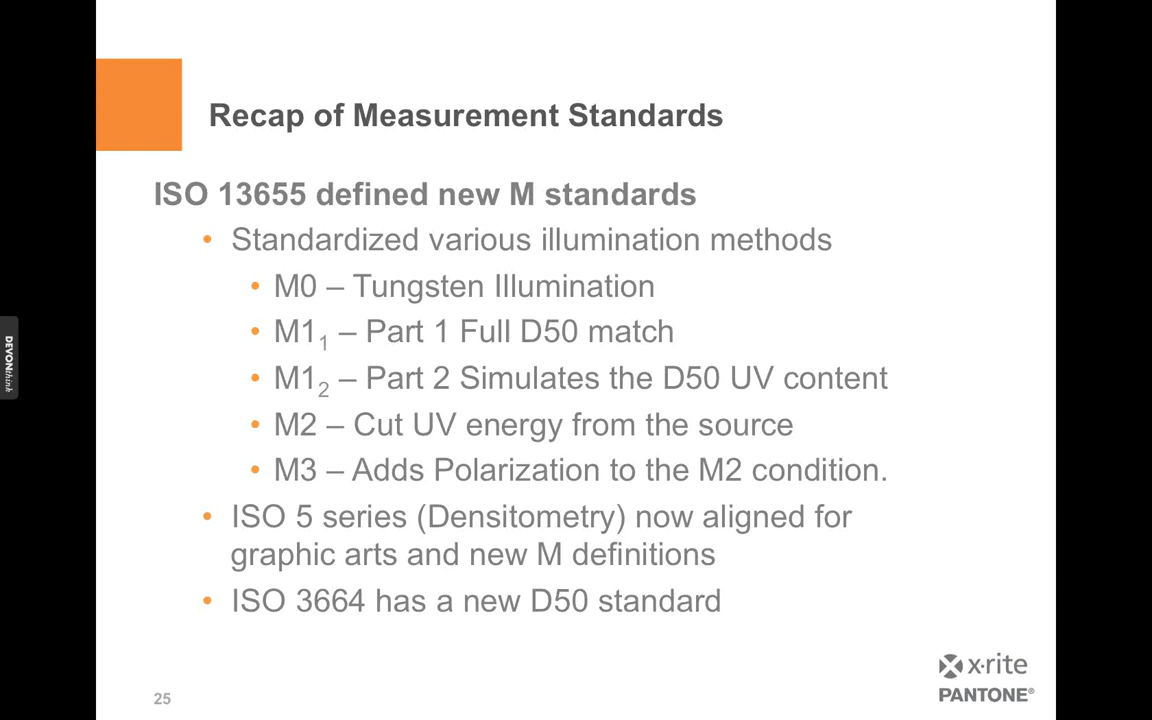 Recap of Measurement Standards
ISO 13655 defined new M standards
• Standardized various illumination methods
• M0 – Tungsten Illumination
• M1₁ – Part 1 Full D50 match
• M1₂ – Part 2 Simulates the D50 UV content
• M2 – Cut UV energy from the source
• M3 – Adds Polarization to the M2 condition.
• ISO 5 series (Densitometry) now aligned for
graphic arts and new M definitions
• ISO 3664 has a new D50 standard
DEVONthink
x·rite
PANTONE®
25